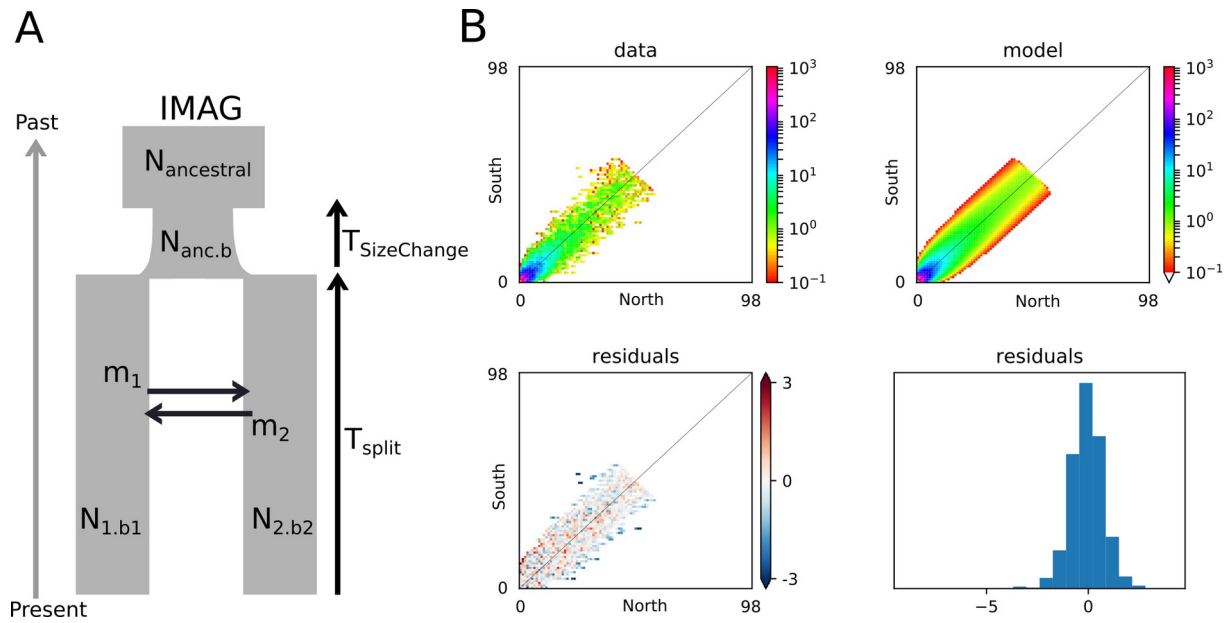 A
IMAG
Past
N_ancestral
N_anc.b
T_SizeChange
m_1
m_2
T_split
N_1.b1
N_2.b2
Present
B
data
98
South
0
0
North
98
10^3
10^2
10^1
10^0
10^−1
model
98
South
0
0
North
98
10^3
10^2
10^1
10^0
10^−1
residuals
98
South
0
0
North
98
3
0
−3
residuals
−5
0